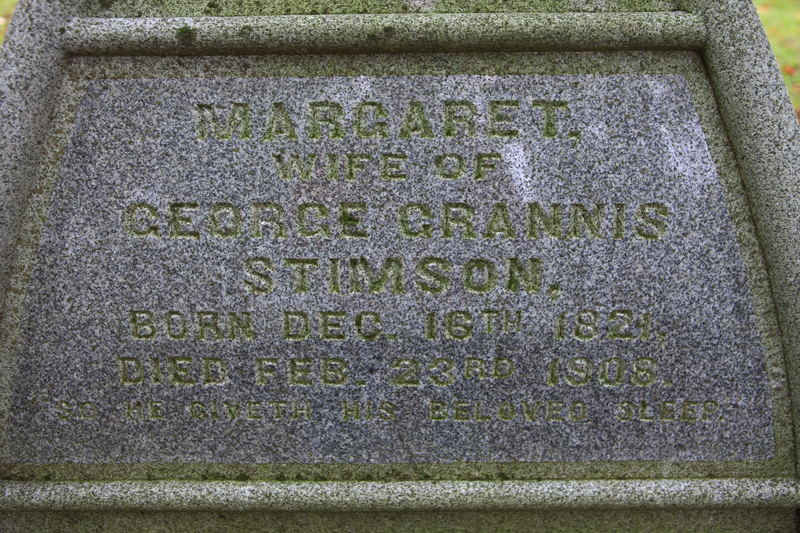 MARGARET,
WIFE OF
GEORGE GRANNIS
STIMSON.
BORN DEC. 16TH 1821.
DIED FEB. 23RD 1908.
SO HE GIVETH HIS BELOVED SLEEP.